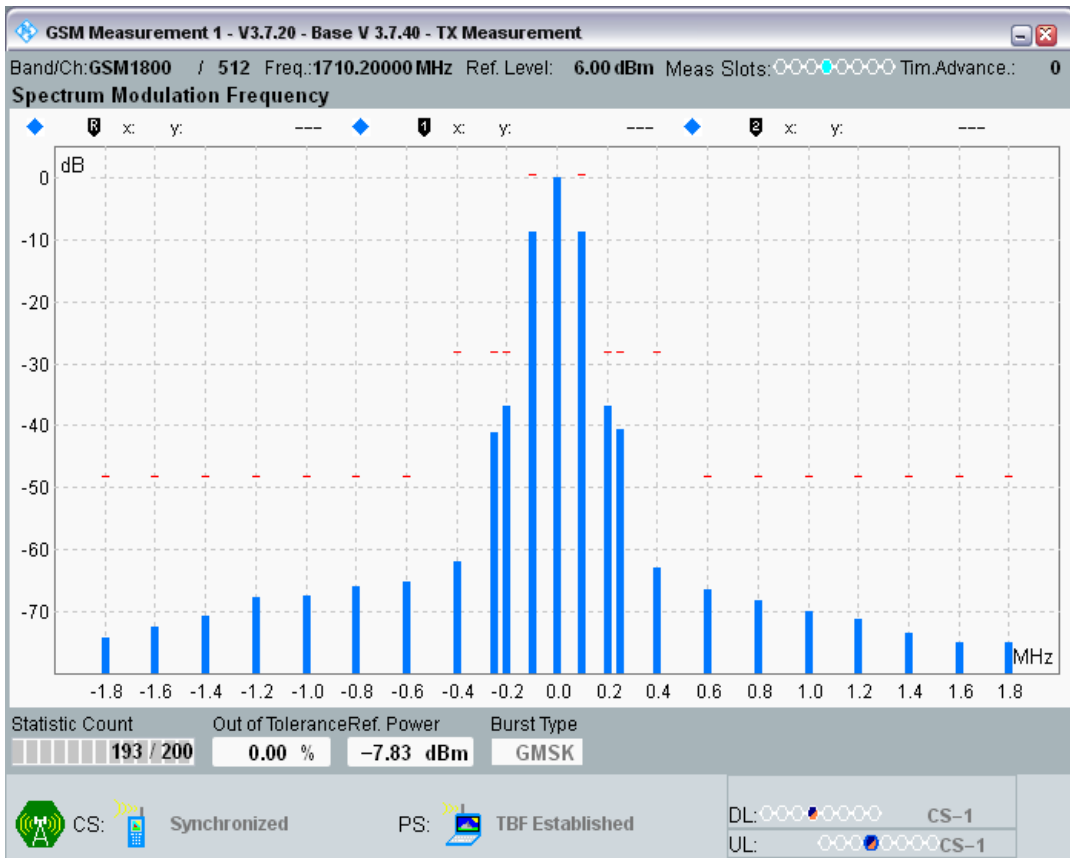 GSM Measurement 1 - V3.7.20 - Base V 3.7.40 - TX Measurement
Band/Ch:GSM1800 / 512 Freq.:1710.20000 MHz Ref. Level: 6.00 dBm Meas Slots: Tim.Advance.: 0
Spectrum Modulation Frequency
R x: y: --- 1 x: y: --- 2 x: y: ---
dB
0
-10
-20
-30
-40
-50
-60
-70
MHz
-1.8 -1.6 -1.4 -1.2 -1.0 -0.8 -0.6 -0.4 -0.2 0.0 0.2 0.4 0.6 0.8 1.0 1.2 1.4 1.6 1.8
Statistic Count Out of Tolerance Ref. Power Burst Type
193 / 200 0.00 % -7.83 dBm GMSK
CS: Synchronized PS: TBF Established DL: CS-1
UL: CS-1